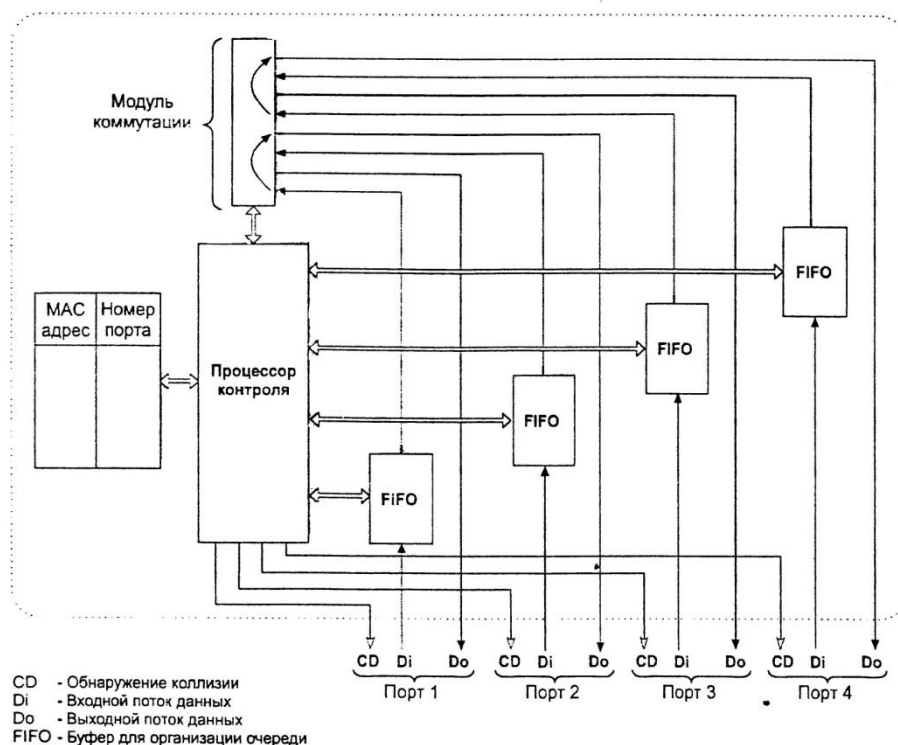 Модуль
коммутации
FIFO
MAC
адрес
Номер
порта
FIFO
Процессор
контроля
FIFO
FiFO
CD Di Do
CD Di Do
CD Di Do
CD Di Do
Порт 1
Порт 2
Порт 3
Порт 4
CD - Обнаружение коллизии
Di - Входной поток данных
Do - Выходной поток данных
FIFO - Буфер для организации очереди